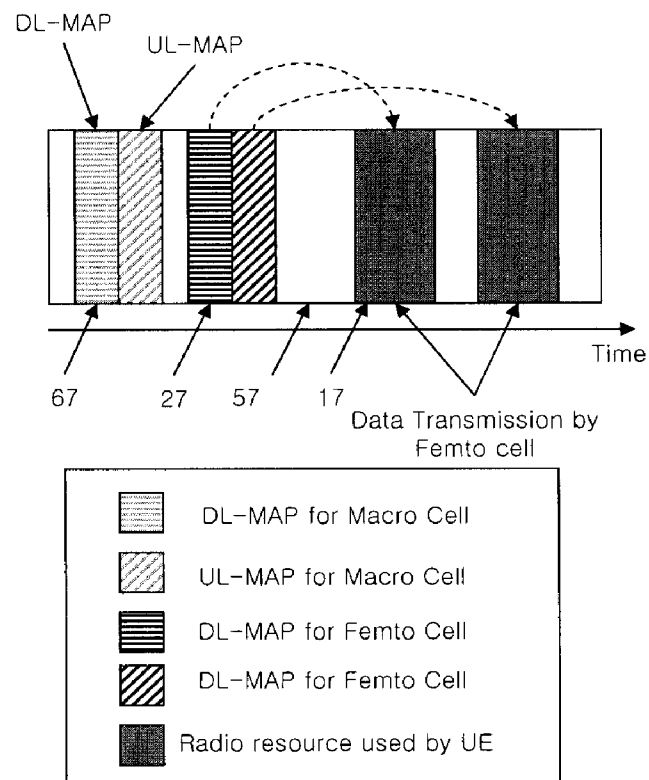 DL-MAP
UL-MAP
Time
67
27
57
17
Data Transmission by
Femto cell
DL-MAP for Macro Cell
UL-MAP for Macro Cell
DL-MAP for Femto Cell
DL-MAP for Femto Cell
Radio resource used by UE